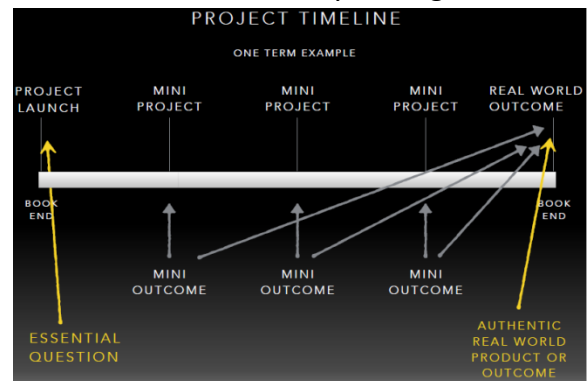 PROJECT TIMELINE
ONE TERM EXAMPLE
PROJECT
LAUNCH
MINI
PROJECT
MINI
PROJECT
MINI
PROJECT
REAL WORLD
OUTCOME
BOOK
END
BOOK
END
MINI
OUTCOME
MINI
OUTCOME
MINI
OUTCOME
ESSENTIAL
QUESTION
AUTHENTIC
REAL WORLD
PRODUCT OR
OUTCOME